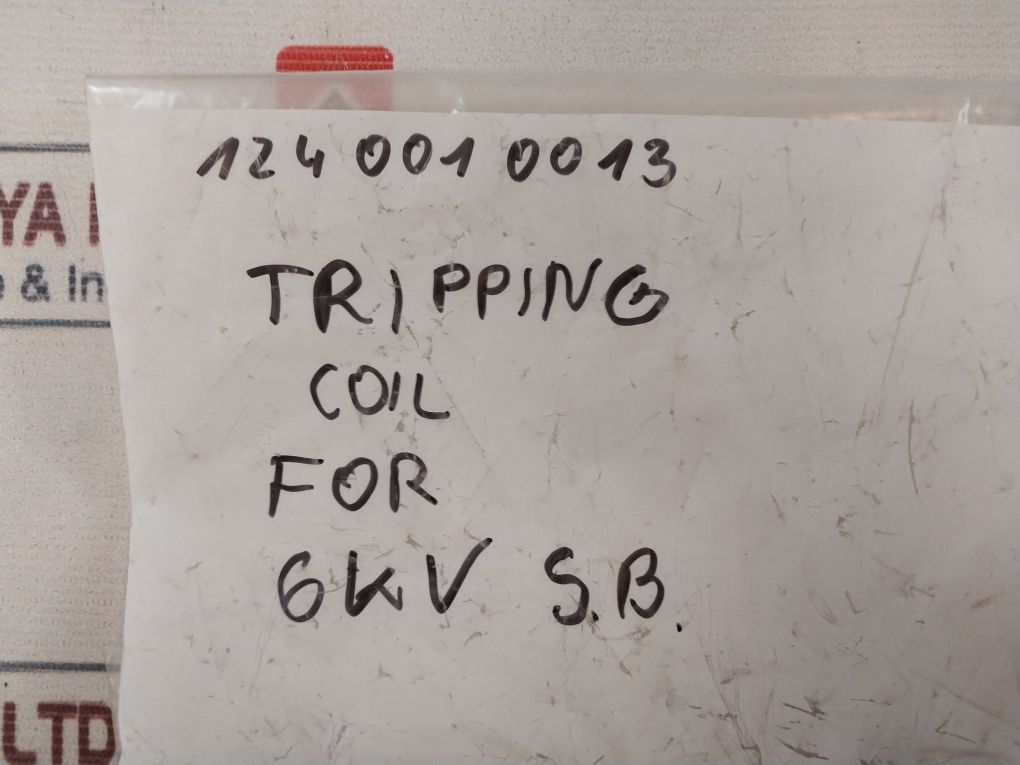 124 001 0013
TRIPPING
COIL
FOR
6KV S.B.
YA
& In
LTD